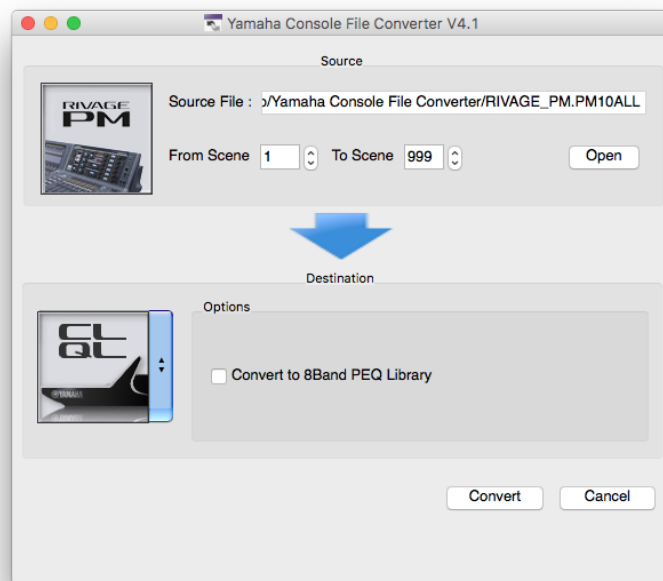 Yamaha Console File Converter V4.1
Source
RIVAGE
PM
Source File : ɔ/Yamaha Console File Converter/RIVAGE_PM.PM10ALL
From Scene 1 To Scene 999 Open
Destination
Options
CL
QL
YAMAHA
Convert to 8Band PEQ Library
Convert Cancel